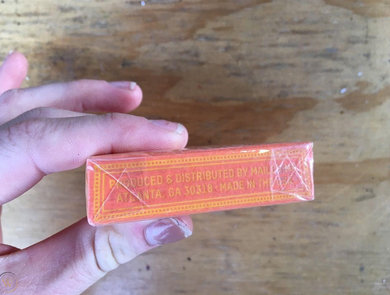 PRODUCED & DISTRIBUTED BY
ATLANTA, GA 30318 • MADE IN